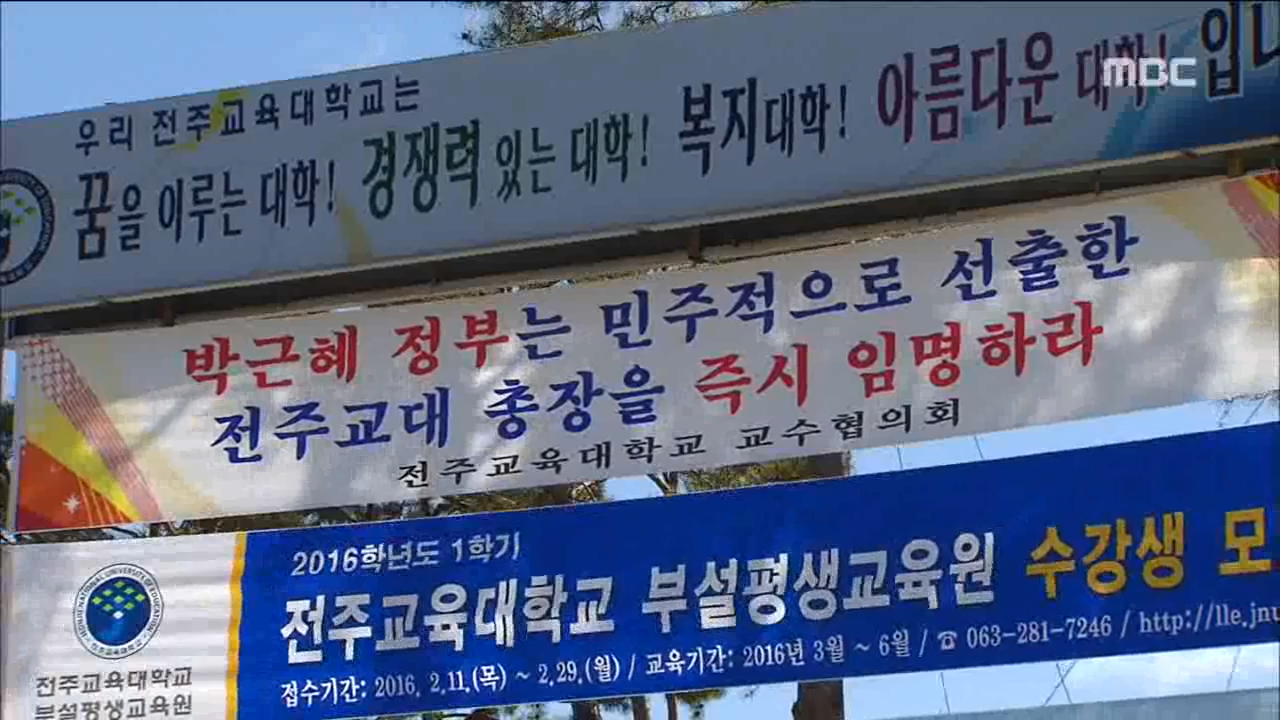 MBC
우리 전주교육대학교는
꿈을 이루는 대학! 경쟁력 있는 대학! 복지대학! 아름다운 대학! 입니
박근혜 정부는 민주적으로 선출한
전주교대 총장을 즉시 임명하라
전주교육대학교 교수협의회
2016학년도 1학기
전주교육대학교 부설평생교육원 수강생 모
접수기간: 2016. 2.11.(목) ~ 2.29.(월) / 교육기간: 2016년 3월 ~ 6월 / ☎ 063-281-7246 / http://lle.jnu
전주교육대학교
부설평생교육원